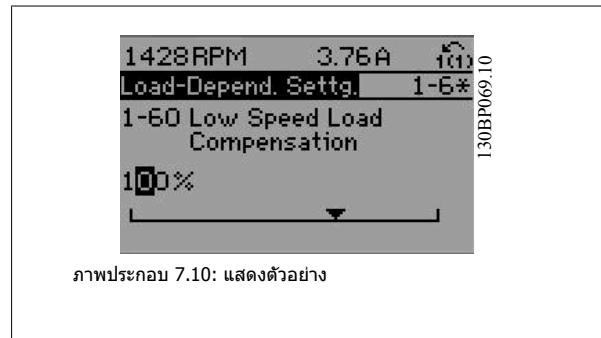 1428RPM 3.76A 1(1)
Load-Depend. Settg. 1-6*
1-60 Low Speed Load
Compensation
100%
130BP069.10
ภาพประกอบ 7.10: แสดงตัวอย่าง